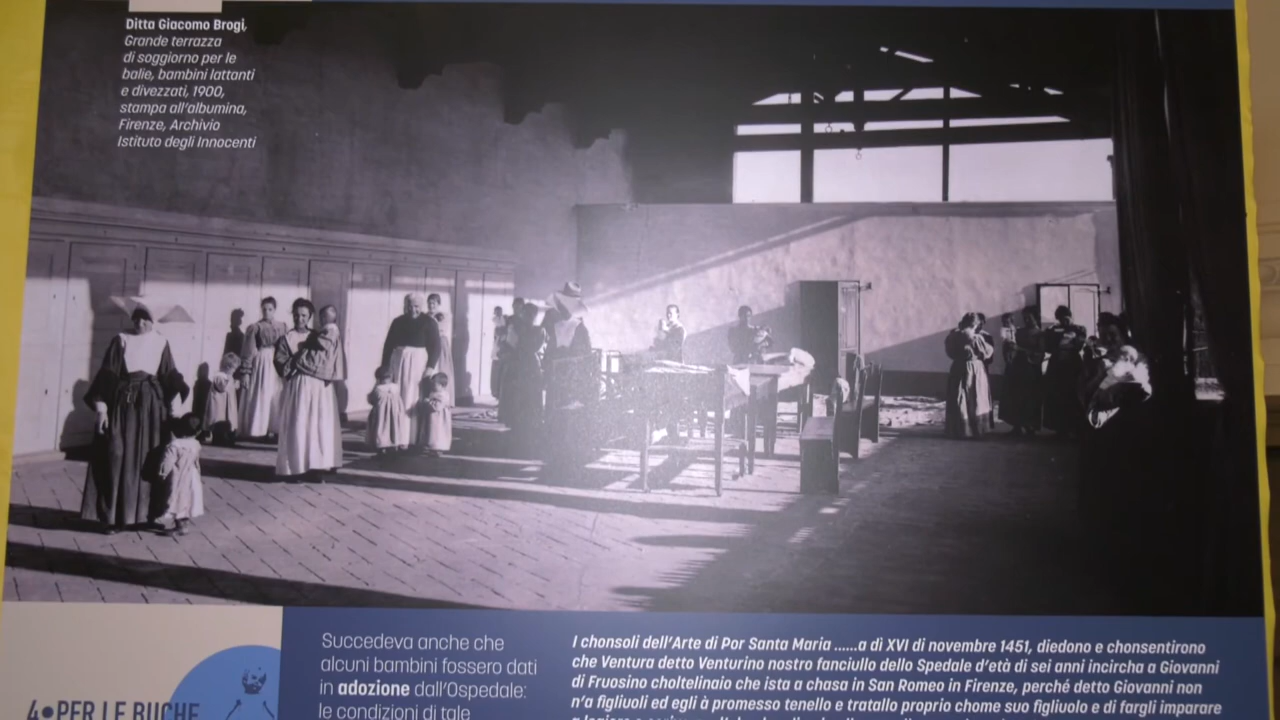 Ditta Giacomo Brogi,
Grande terrazza
di soggiorno per le
balie, bambini lattanti
e divezzati, 1900,
stampa all'albumina,
Firenze, Archivio
Istituto degli Innocenti
4•PER LE BUCHE
Succedeva anche che
alcuni bambini fossero dati
in adozione dall'Ospedale:
le condizioni di tale
I chonsoli dell'Arte di Por Santa Maria ......a dì XVI di novembre 1451, diedono e chonsentirono
che Ventura detto Venturino nostro fanciullo dello Spedale d'età di sei anni incircha a Giovanni
di Fruosino choltelinaio che ista a chasa in San Romeo in Firenze, perché detto Giovanni non
n'a figliuoli ed egli à promesso tenello e tratallo proprio chome suo figliuolo e di fargli imparare